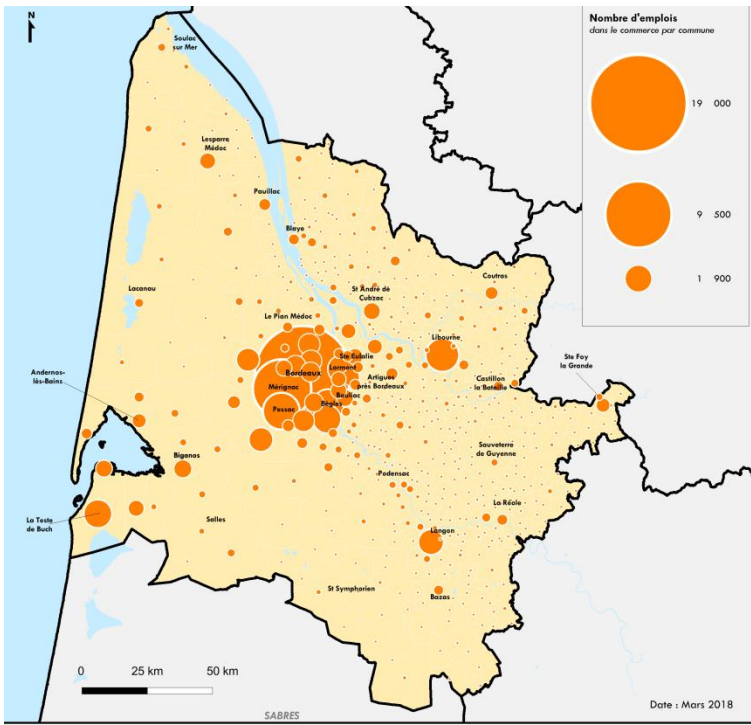 N
Nombre d'emplois
dans le commerce par commune
19 000
9 500
1 900
Soulac
sur Mer
Lesparre
Médoc
Pauillac
Blaye
Lacanau
St André de
Cubzac
Coutras
Le Pian Médoc
Libourne
Ste Eulalie
Lormont
Bordeaux
Artigues
près Bordeaux
Castillon
la Bataille
Ste Foy
la Grande
Andernos-
lès-Bains
Mérignac
Bouliac
Bègles
Pessac
Sauveterre
de Guyenne
Biganos
Podensac
La Réole
La Teste
de Buch
Salles
Langon
St Symphorien
Bazas
0 25 km 50 km
SABRES
Date : Mars 2018